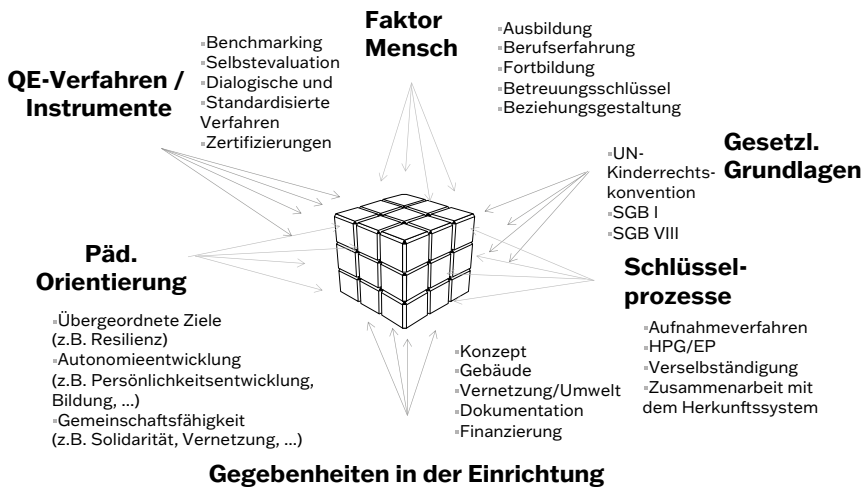 Faktor
Mensch
▪Ausbildung
▪Berufserfahrung
▪Fortbildung
▪Betreuungsschlüssel
▪Beziehungsgestaltung
QE-Verfahren /
Instrumente
▪Benchmarking
▪Selbstevaluation
▪Dialogische und
▪Standardisierte
Verfahren
▪Zertifizierungen
Gesetzl.
Grundlagen
▪UN-
Kinderrechts-
konvention
▪SGB I
▪SGB VIII
Päd.
Orientierung
▪Übergeordnete Ziele
(z.B. Resilienz)
▪Autonomieentwicklung
(z.B. Persönlichkeitsentwicklung,
Bildung, ...)
▪Gemeinschaftsfähigkeit
(z.B. Solidarität, Vernetzung, ...)
Schlüssel-
prozesse
▪Aufnahmeverfahren
▪HPG/EP
▪Verselbständigung
▪Zusammenarbeit mit
dem Herkunftssystem
▪Konzept
▪Gebäude
▪Vernetzung/Umwelt
▪Dokumentation
▪Finanzierung
Gegebenheiten in der Einrichtung